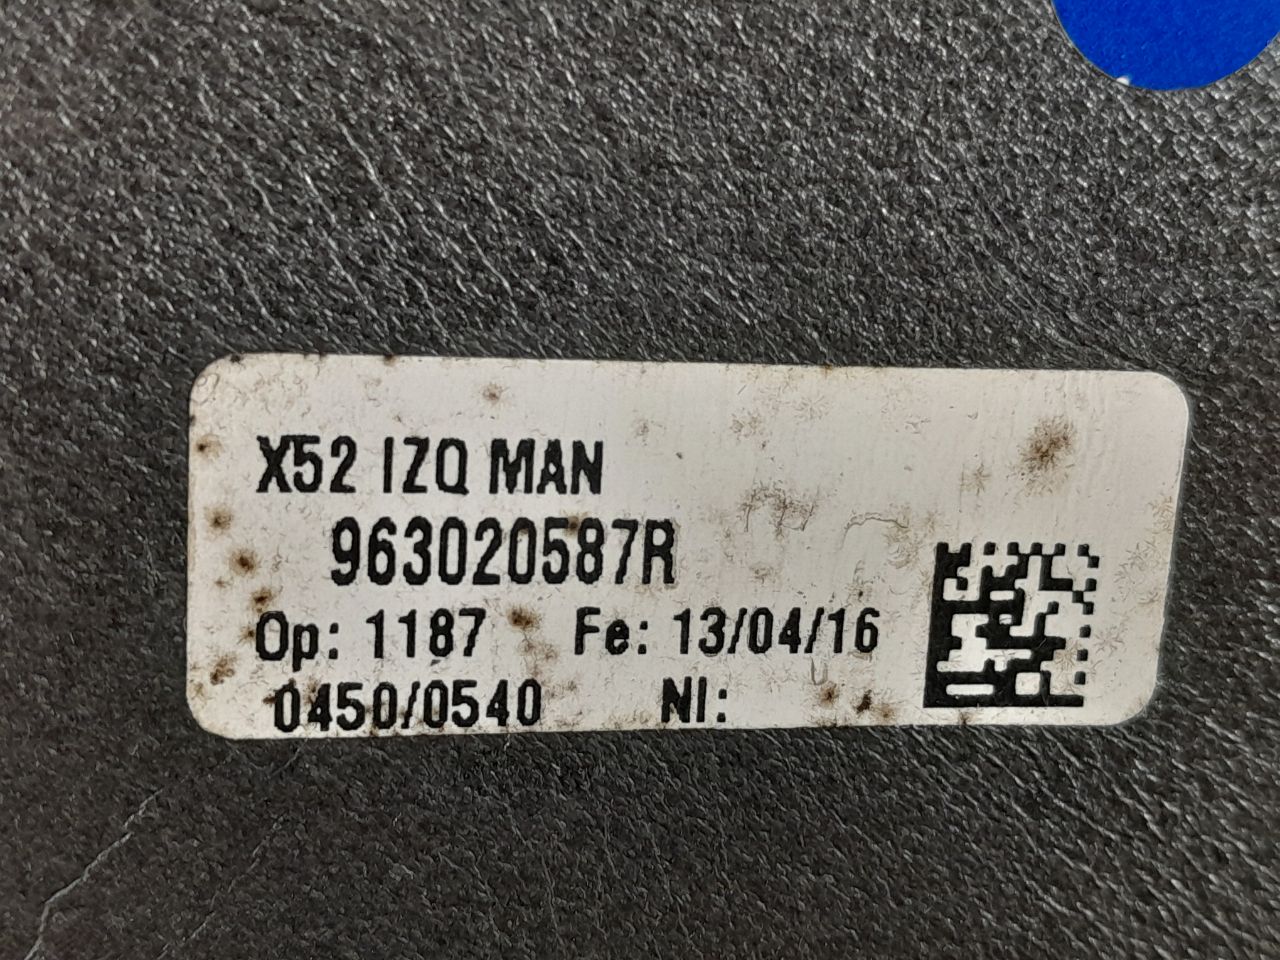 X52 IZQ MAN
963020587R
Op: 1187 Fe: 13/04/16
0450/0540 NI: